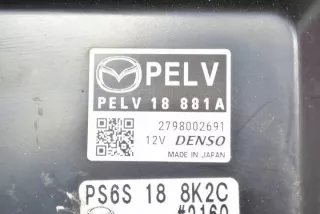 PELV
PELV 18 881A
2798002691
12V DENSO
MADE IN JAPAN
PS6S 18 8K2C